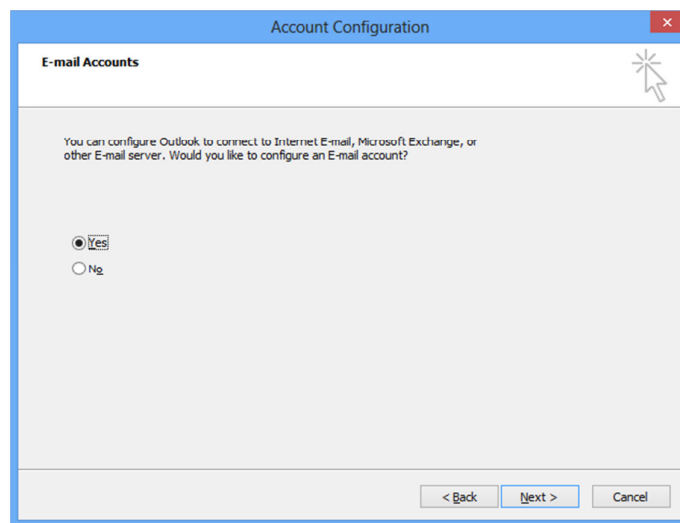 Account Configuration
E-mail Accounts
You can configure Outlook to connect to Internet E-mail, Microsoft Exchange, or
other E-mail server. Would you like to configure an E-mail account?
Yes
No
< Back Next > Cancel